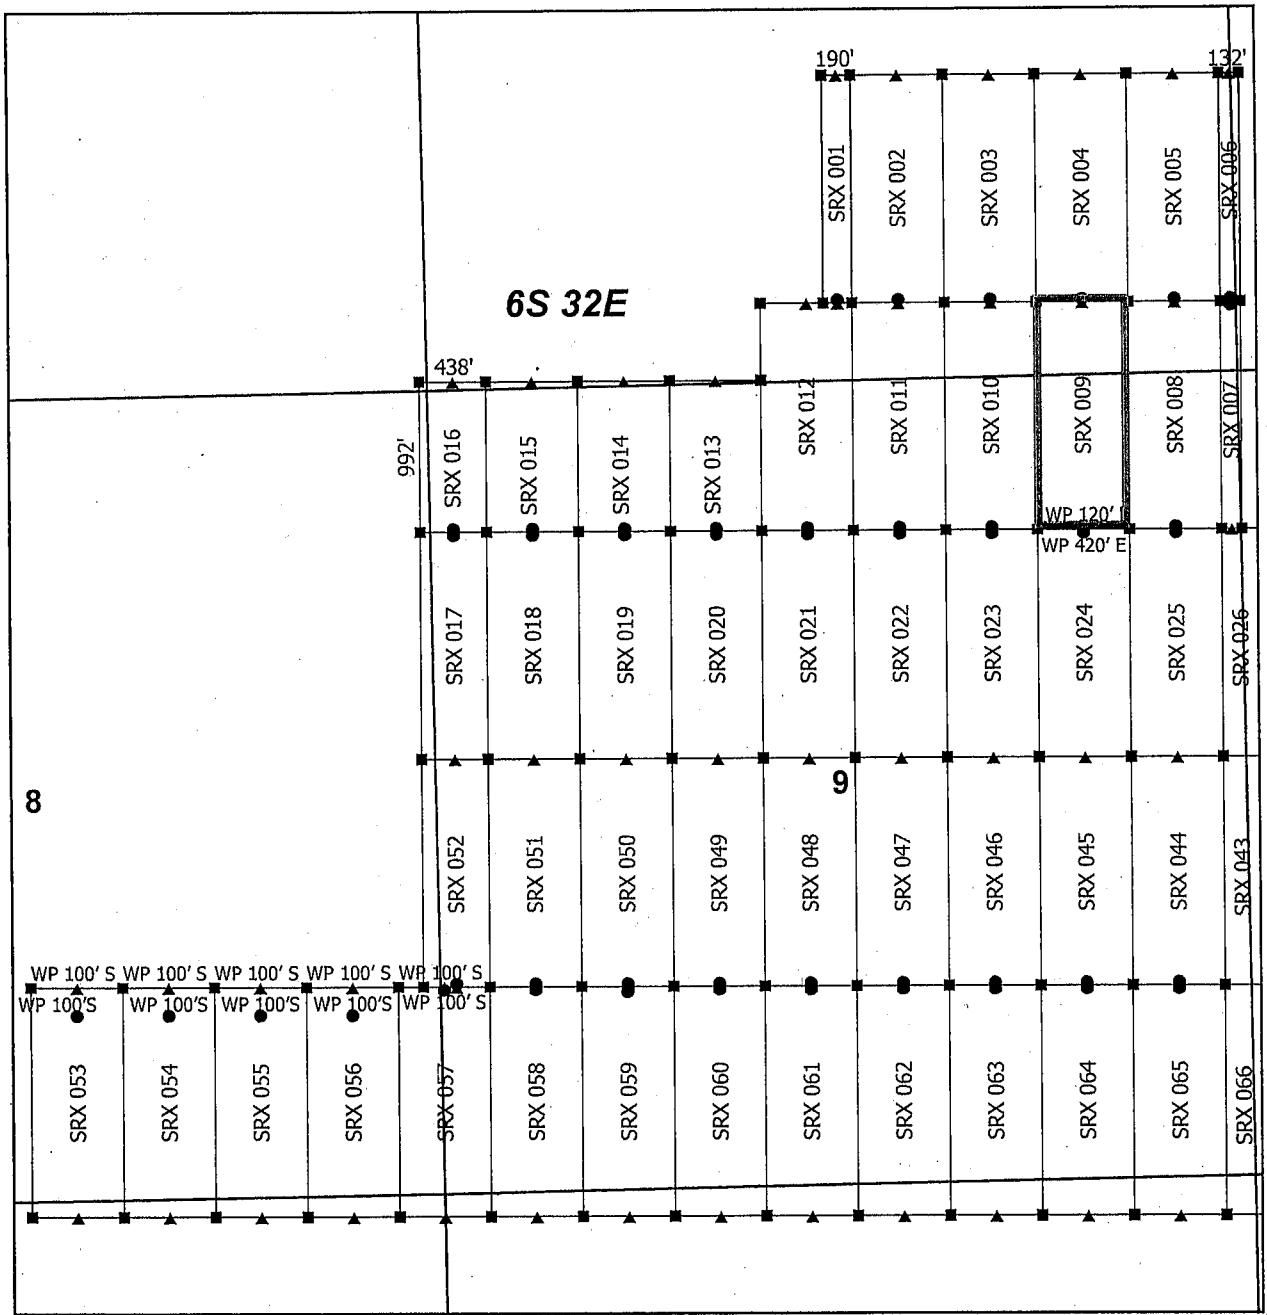 190'
132'
SRX 001
SRX 002
SRX 003
SRX 004
SRX 005
SRX 006
6S 32E
438'
992'
SRX 016
SRX 015
SRX 014
SRX 013
SRX 012
SRX 011
SRX 010
SRX 009
SRX 008
SRX 007
WP 120'
WP 420' E
SRX 017
SRX 018
SRX 019
SRX 020
SRX 021
SRX 022
SRX 023
SRX 024
SRX 025
SRX 026
8
9
SRX 052
SRX 051
SRX 050
SRX 049
SRX 048
SRX 047
SRX 046
SRX 045
SRX 044
SRX 043
WP 100' S
WP 100' S
WP 100' S
WP 100' S
WP 100' S
WP 100'S
WP 100'S
WP 100'S
WP 100'S
WP 100' S
SRX 053
SRX 054
SRX 055
SRX 056
SRX 057
SRX 058
SRX 059
SRX 060
SRX 061
SRX 062
SRX 063
SRX 064
SRX 065
SRX 066